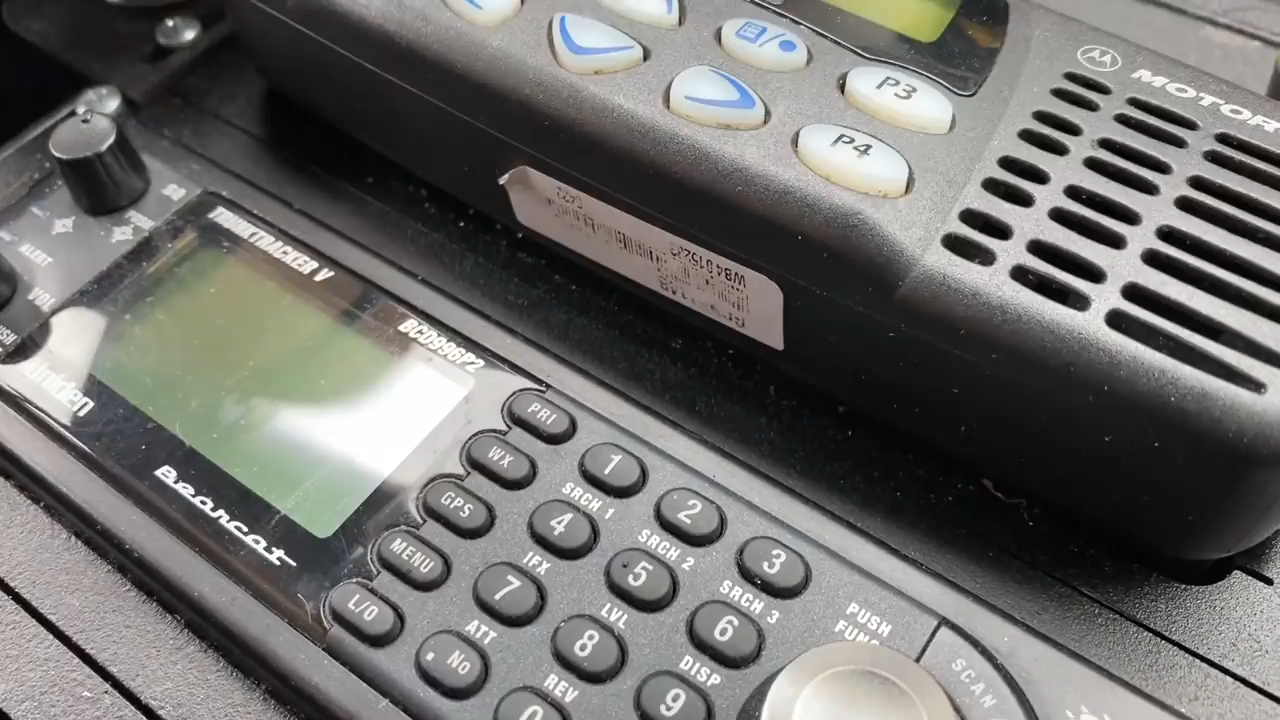 P3
P4
MOTOR
WB4
SQ
ALERT
VOL
TRUNKTRACKER V
BCD996P2
Uniden
Bearcat
PRI
WX
GPS
MENU
L/O
1
SRCH 1
2
SRCH 2
3
SRCH 3
4
IFX
5
LVL
6
DISP
7
ATT
8
REV
9
. No
0
PUSH
FUNC
SCAN